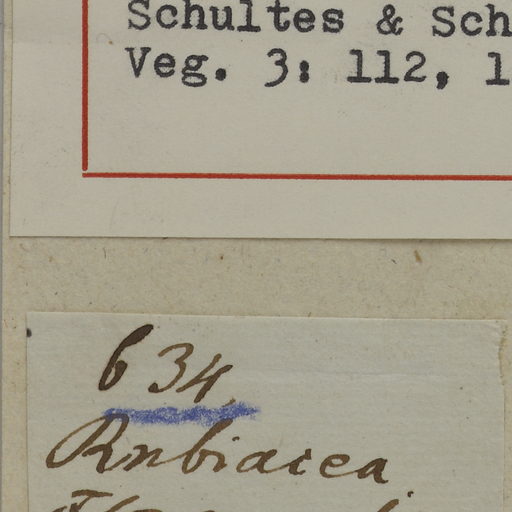 Schultes & Sch
Veg. 3: 112, 1
634,
Rubiacea